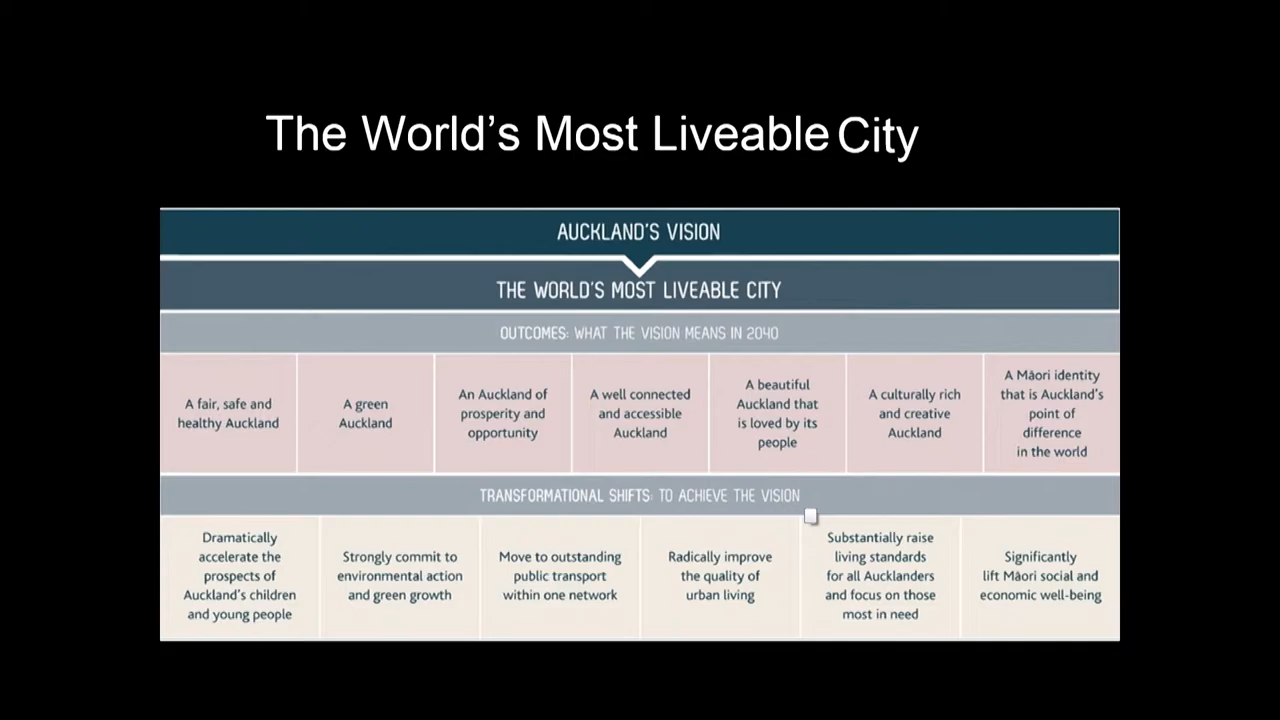 The World’s Most Liveable City
AUCKLAND'S VISION
THE WORLD'S MOST LIVEABLE CITY
OUTCOMES: WHAT THE VISION MEANS IN 2040
A fair, safe and
healthy Auckland
A green
Auckland
An Auckland of
prosperity and
opportunity
A well connected
and accessible
Auckland
A beautiful
Auckland that
is loved by its
people
A culturally rich
and creative
Auckland
A Māori identity
that is Auckland's
point of
difference
in the world
TRANSFORMATIONAL SHIFTS: TO ACHIEVE THE VISION
Dramatically
accelerate the
prospects of
Auckland's children
and young people
Strongly commit to
environmental action
and green growth
Move to outstanding
public transport
within one network
Radically improve
the quality of
urban living
Substantially raise
living standards
for all Aucklanders
and focus on those
most in need
Significantly
lift Māori social and
economic well-being